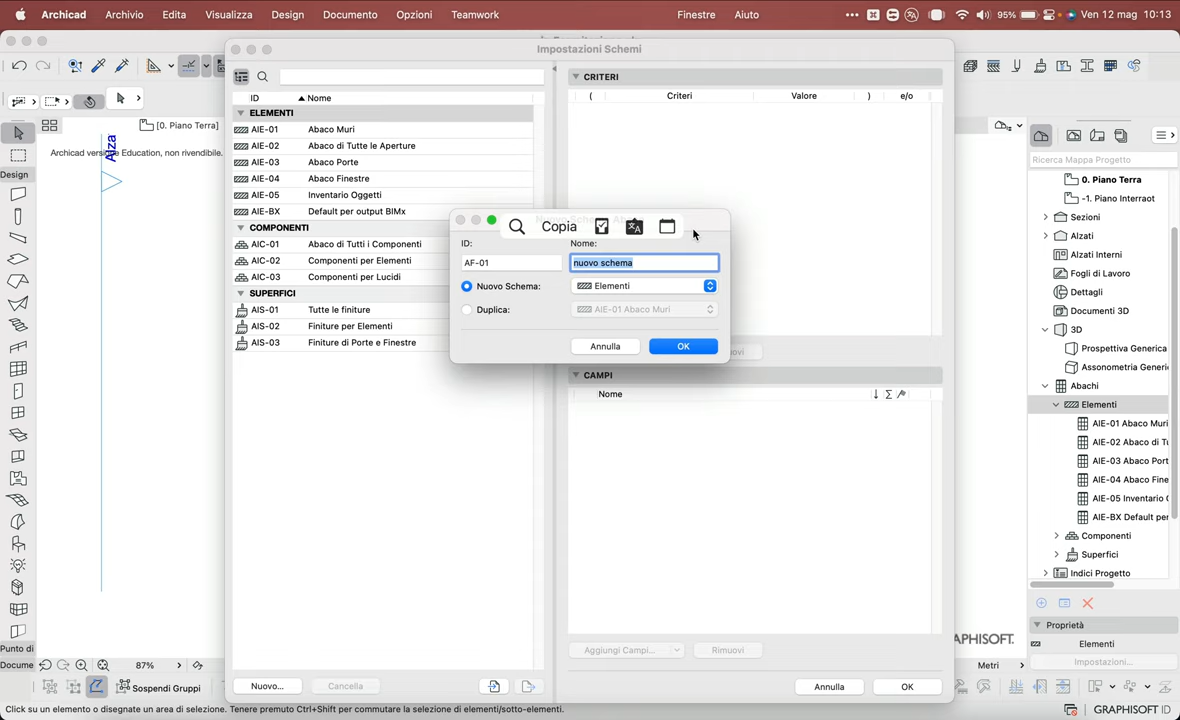 Archicad Archivio Edita Visualizza Design Documento Opzioni Teamwork Finestre Aiuto 95% Ven 12 mag 10:13
Impostazioni Schemi
ID Nome
ELEMENTI
AIE-01 Abaco Muri
AIE-02 Abaco di Tutte le Aperture
AIE-03 Abaco Porte
AIE-04 Abaco Finestre
AIE-05 Inventario Oggetti
AIE-BX Default per output BIMx
COMPONENTI
AIC-01 Abaco di Tutti i Componenti
AIC-02 Componenti per Elementi
AIC-03 Componenti per Lucidi
SUPERFICI
AIS-01 Tutte le finiture
AIS-02 Finiture per Elementi
AIS-03 Finiture di Porte e Finestre
Nuovo... Cancella
CRITERI
( Criteri Valore ) e/o
CAMPI
Nome
Aggiungi Campi... Rimuovi
Annulla OK
Copia
ID: Nome:
AF-01 nuovo schema
Nuovo Schema: Elementi
Duplica: AIE-01 Abaco Muri
Annulla OK
[0. Piano Terra]
Alza
Design
Punto di
Docume
87%
Sospendi Gruppi
Ricerca Mappa Progetto
0. Piano Terra
-1. Piano Interrat
Sezioni
Alzati
Alzati Interni
Fogli di Lavoro
Dettagli
Documenti 3D
3D
Prospettiva Generica
Assonometria Generi
Abachi
Elementi
AIE-01 Abaco Muri
AIE-02 Abaco di Tu
AIE-03 Abaco Port
AIE-04 Abaco Fine
AIE-05 Inventario
AIE-BX Default per
Componenti
Superfici
Indici Progetto
Proprietà
Elementi
Impostazioni...
APHISOFT.
Metri
GRAPHISOFT ID
Click su un elemento o disegnate un area di selezione. Tenere premuto Ctrl+Shift per commutare la selezione di elementi/sotto-elementi.